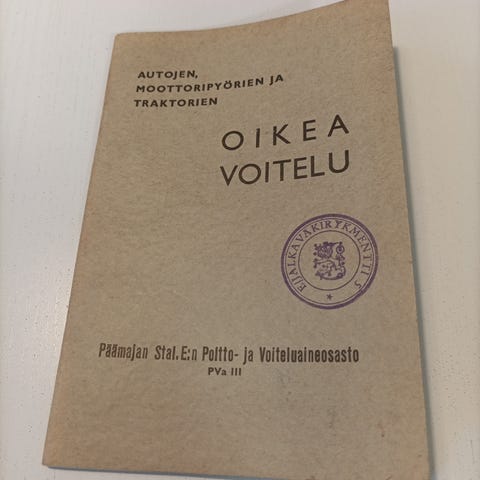 AUTOJEN,
MOOTTORIPYÖRIEN JA
TRAKTORIEN
OIKEA
VOITELU
JALKAVÄKIRYKMENTTI 5
Päämajan Stal.E:n Poltto- ja Voiteluaineosasto
PVa III